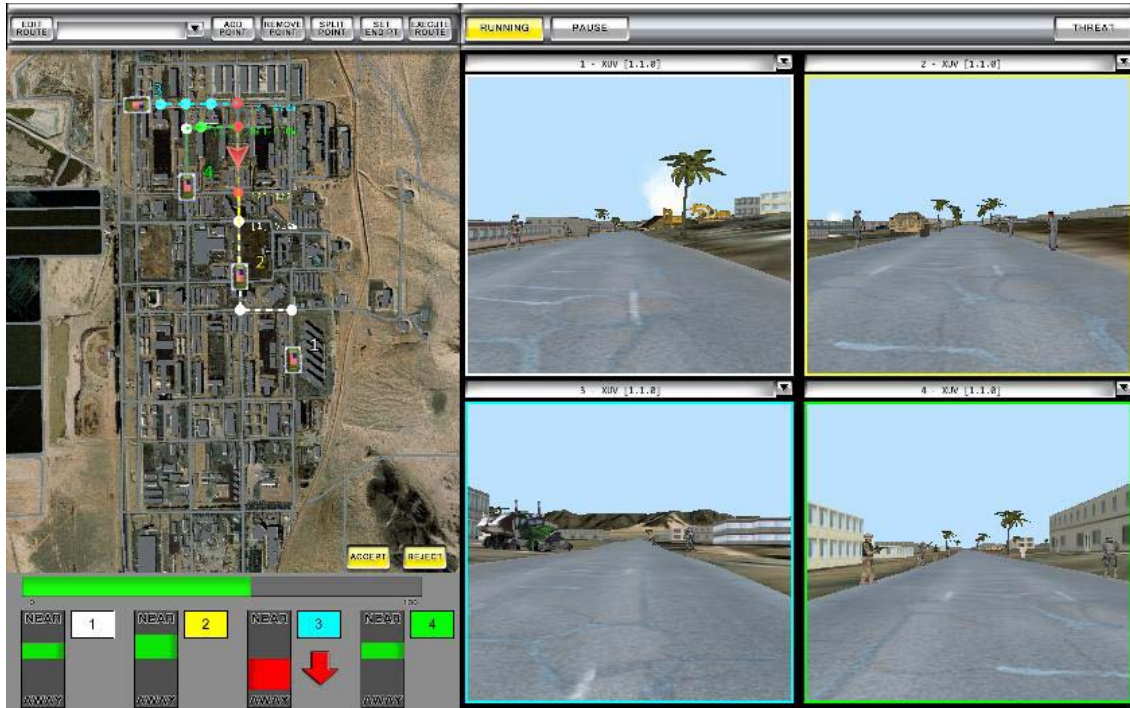 EDIT ROUTE
ADD POINT
REMOVE POINT
SPLIT POINT
SET END PT
EXECUTE ROUTE
RUNNING
PAUSE
THREAT
1 - XUV [1.1.0]
2 - XUV [1.1.0]
4
2
1
3 - XUV [1.1.0]
4 - XUV [1.1.0]
ACCEPT
REJECT
0
100
NEAR
1
NEAR
2
NEAR
3
NEAR
4
AWAY
AWAY
AWAY
AWAY